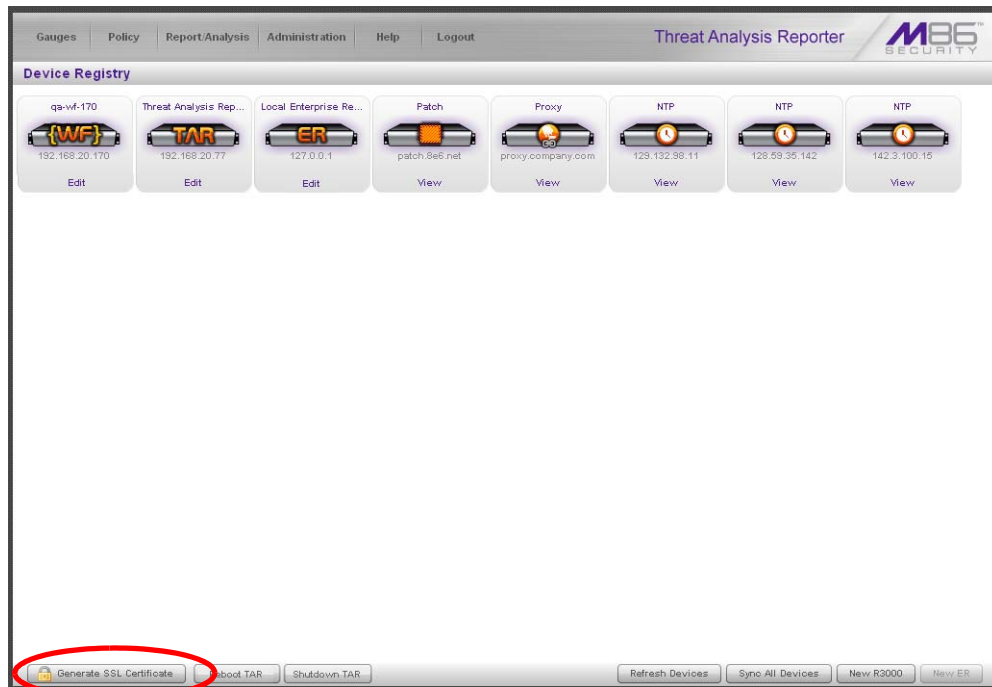 Gauges Policy Report/Analysis Administration Help Logout Threat Analysis Reporter M86 SECURITY™
Device Registry
qa-wf-170 Threat Analysis Rep... Local Enterprise Re... Patch Proxy NTP NTP NTP
{WF} TAR ER
192.168.20.170 192.168.20.77 127.0.0.1 patch.8e6.net proxy.company.com 129.132.98.11 128.59.35.142 142.3.100.15
Edit Edit Edit View View View View View
Generate SSL Certificate Reboot TAR Shutdown TAR Refresh Devices Sync All Devices New R3000 New ER